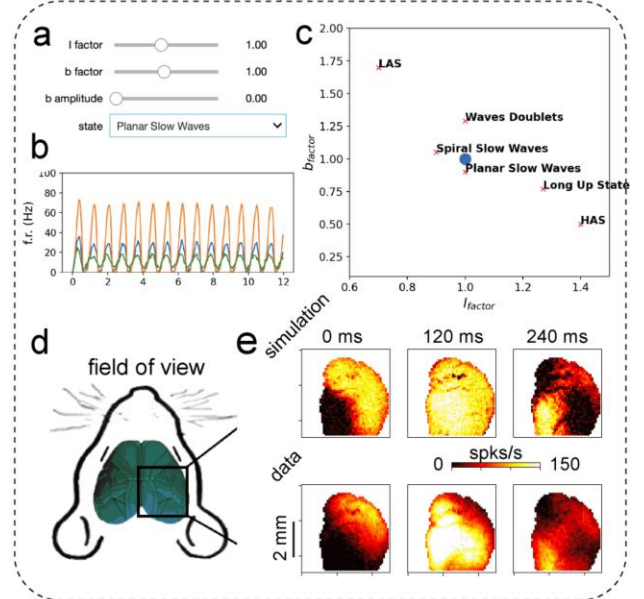 a
I factor 1.00
b factor 1.00
b amplitude 0.00
state Planar Slow Waves
b
f.r. (Hz)
100
80
60
40
20
0
0 2 4 6 8 10 12
c
b_factor
2.00
1.75
1.50
1.25
1.00
0.75
0.50
0.25
LAS
Waves Doublets
Spiral Slow Waves
Planar Slow Waves
Long Up State
HAS
0.6 0.8 1.0 1.2 1.4
I_factor
d
field of view
e
simulation
0 ms 120 ms 240 ms
data
spks/s
0 150
2 mm